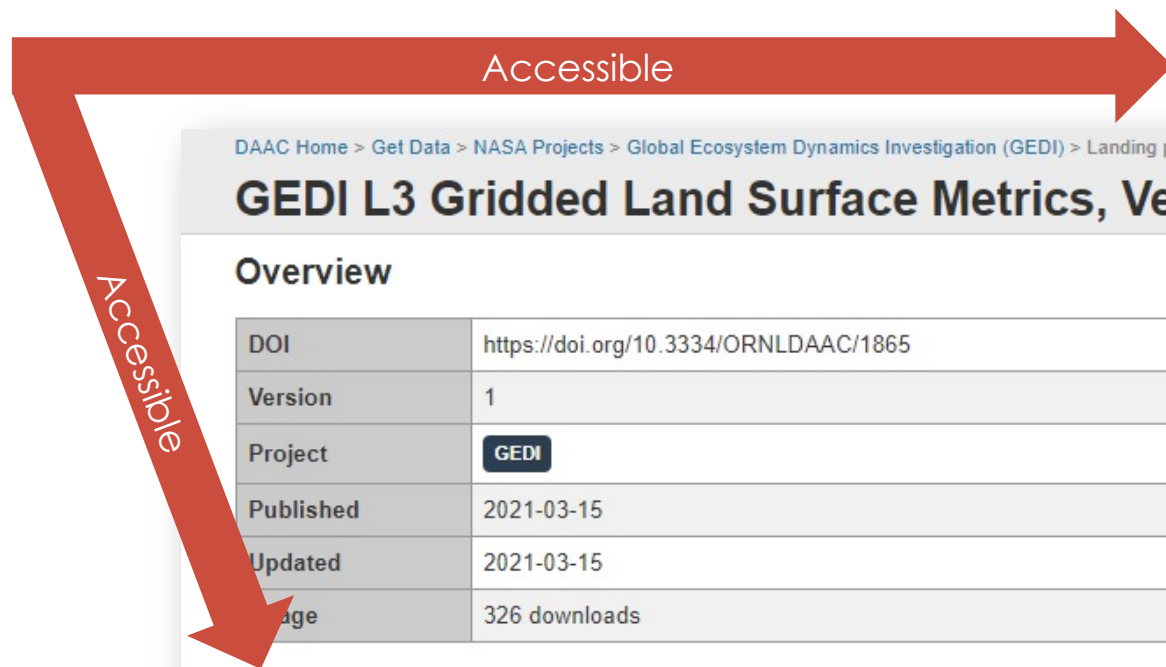 Accessible
DAAC Home > Get Data > NASA Projects > Global Ecosystem Dynamics Investigation (GEDI) > Landing
GEDI L3 Gridded Land Surface Metrics,
Overview
Accessible
DOI https://doi.org/10.3334/ORNLDAAC/1865
Version 1
Project GEDI
Published 2021-03-15
Updated 2021-03-15
326 downloads